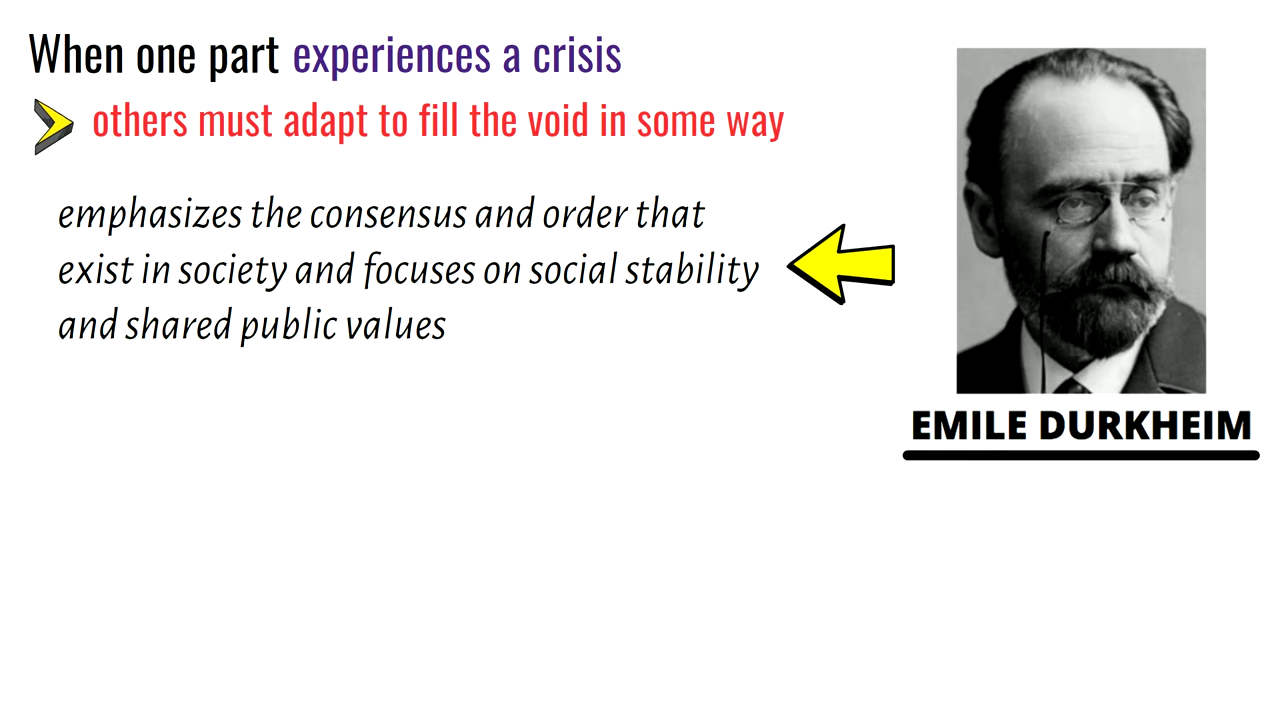 When one part experiences a crisis
others must adapt to fill the void in some way
emphasizes the consensus and order that
exist in society and focuses on social stability
and shared public values
EMILE DURKHEIM